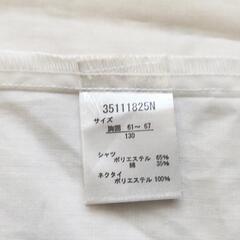 35111825N
サイズ
胸囲 61～ 67
130
シャツ
ポリエステル 65%
綿 35%
ネクタイ
ポリエステル 100%